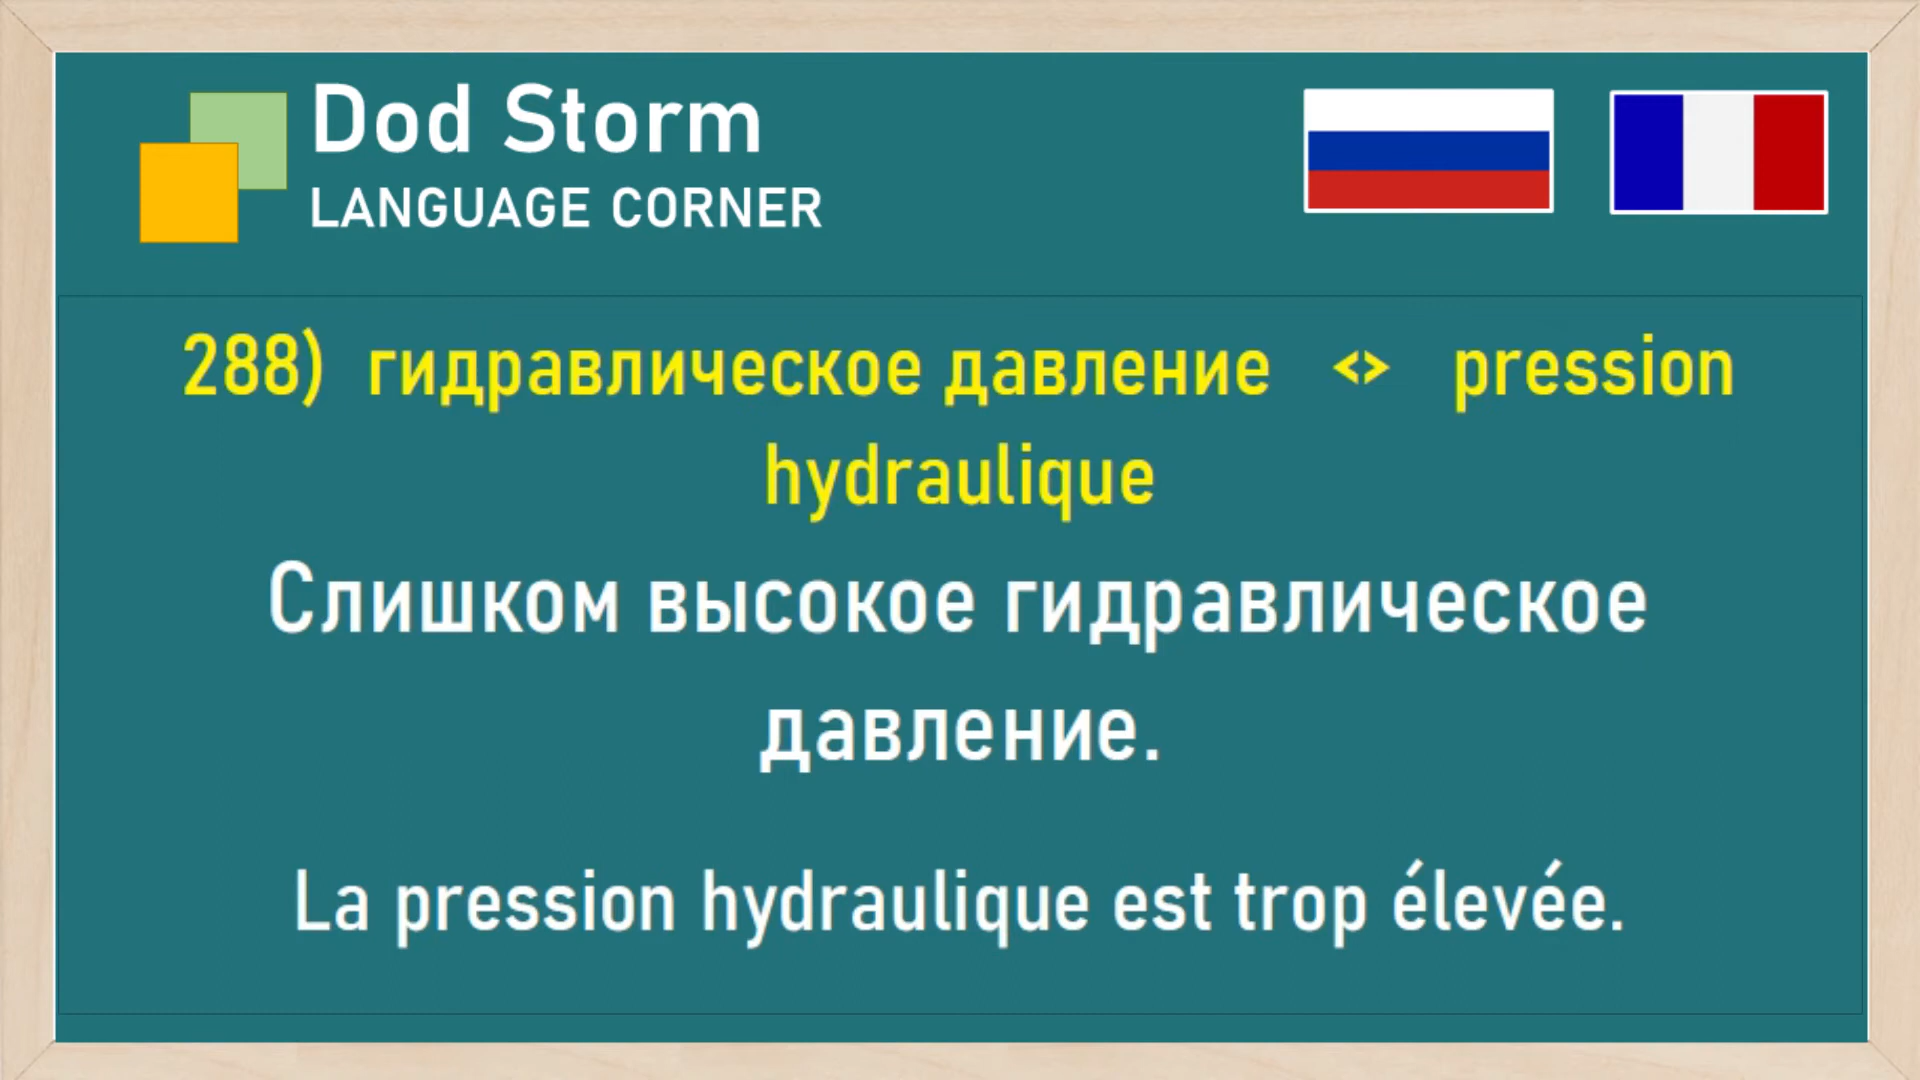 Dod Storm
LANGUAGE CORNER
288) гидравлическое давление <> pression
hydraulique
Слишком высокое гидравлическое
давление.
La pression hydraulique est trop élevée.